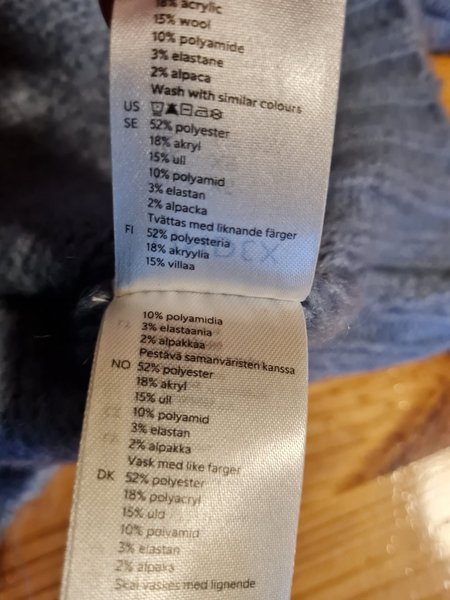 18% acrylic
15% wool
10% polyamide
3% elastane
2% alpaca
Wash with similar colours
US
SE 52% polyester
18% akryl
15% ull
10% polyamid
3% elastan
2% alpacka
Tvättas med liknande färger
FI 52% polyesteria
18% akryylia
15% villaa
10% polyamidia
3% elastaania
2% alpakkaa
Pestävä samanväristen kanssa
NO 52% polyester
18% akryl
15% ull
10% polyamid
3% elastan
2% alpakka
Vask med like farger
DK 52% polyester
18% polyacryl
15% uld
10% polyamid
3% elastan
2% alpaka
Skal vaskes med lignende